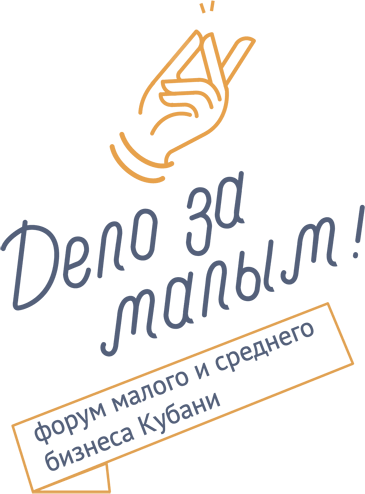 Дело за
малым!
форум малого и среднего
бизнеса Кубани